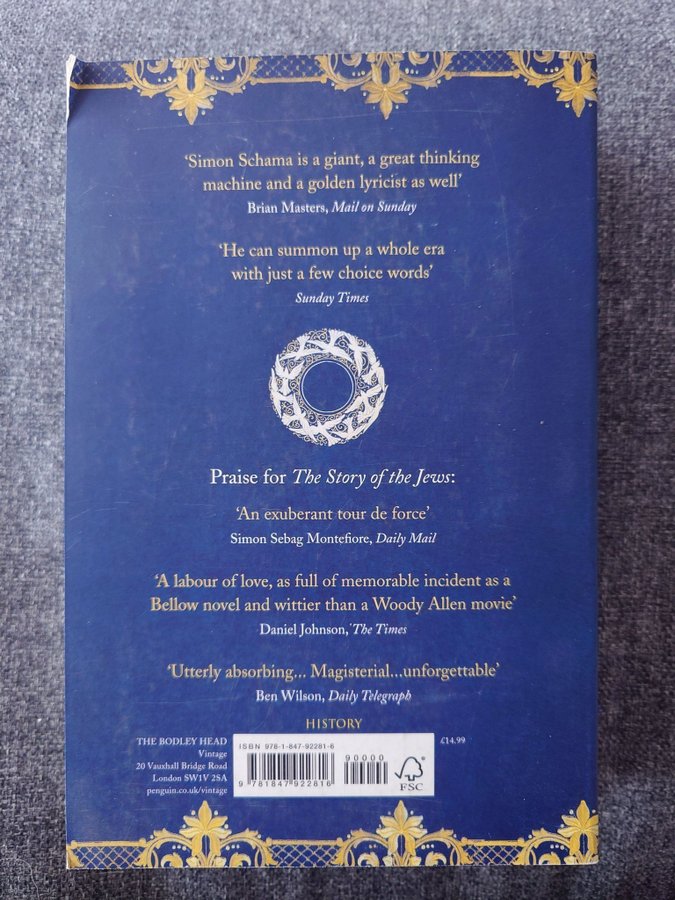 ‘Simon Schama is a giant, a great thinking
machine and a golden lyricist as well’
Brian Masters, Mail on Sunday
‘He can summon up a whole era
with just a few choice words’
Sunday Times
Praise for The Story of the Jews:
‘An exuberant tour de force’
Simon Sebag Montefiore, Daily Mail
‘A labour of love, as full of memorable incident as a
Bellow novel and wittier than a Woody Allen movie’
Daniel Johnson, The Times
‘Utterly absorbing... Magisterial...unforgettable’
Ben Wilson, Daily Telegraph
HISTORY
THE BODLEY HEAD
Vintage
20 Vauxhall Bridge Road
London SW1V 2SA
penguin.co.uk/vintage
ISBN 978-1-847-92281-6
90000
9 781847 922816
FSC
£14.99